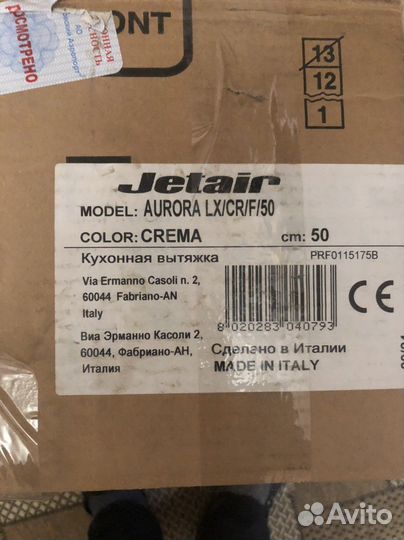 ONT
ДОСМОТРЕНО
13
12
1
Jetair
MODEL: AURORA LX/CR/F/50
COLOR: CREMA cm: 50
Кухонная вытяжка PRF0115175B
Via Ermanno Casoli n. 2,
60044 Fabriano-AN
Italy
8 020283 040793
CE
Виа Эрманно Касоли 2,
60044, Фабриано-АН,
Италия
Сделано в Италии
MADE IN ITALY
Avito